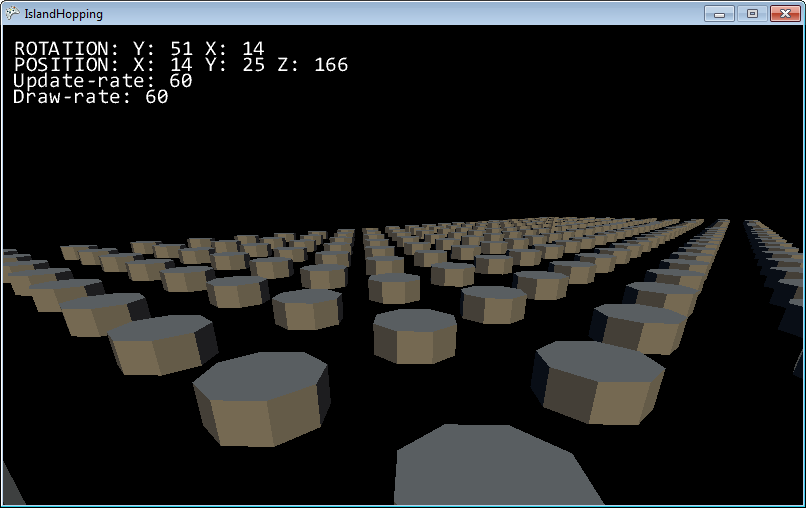 IslandHopping
ROTATION: Y: 51 X: 14
POSITION: X: 14 Y: 25 Z: 166
Update-rate: 60
Draw-rate: 60